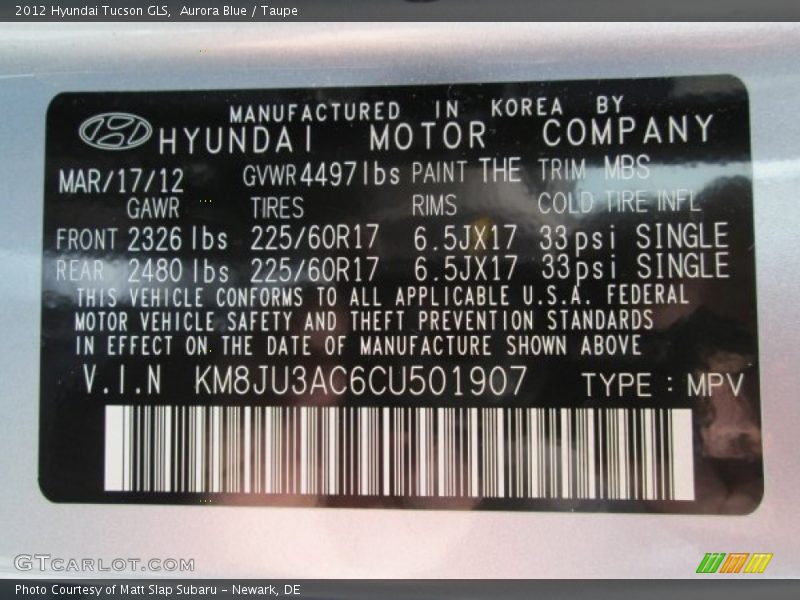 2012 Hyundai Tucson GLS, Aurora Blue / Taupe
MANUFACTURED IN KOREA BY
HYUNDAI MOTOR COMPANY
MAR/17/12 GVWR 4497lbs PAINT THE TRIM MBS
GAWR TIRES RIMS COLD TIRE INFL
FRONT 2326 lbs 225/60R17 6.5JX17 33psi SINGLE
REAR 2480 lbs 225/60R17 6.5JX17 33psi SINGLE
THIS VEHICLE CONFORMS TO ALL APPLICABLE U.S.A. FEDERAL
MOTOR VEHICLE SAFETY AND THEFT PREVENTION STANDARDS
IN EFFECT ON THE DATE OF MANUFACTURE SHOWN ABOVE
V.I.N KM8JU3AC6CU501907 TYPE : MPV
GTCARLOT.COM
Photo Courtesy of Matt Slap Subaru - Newark, DE